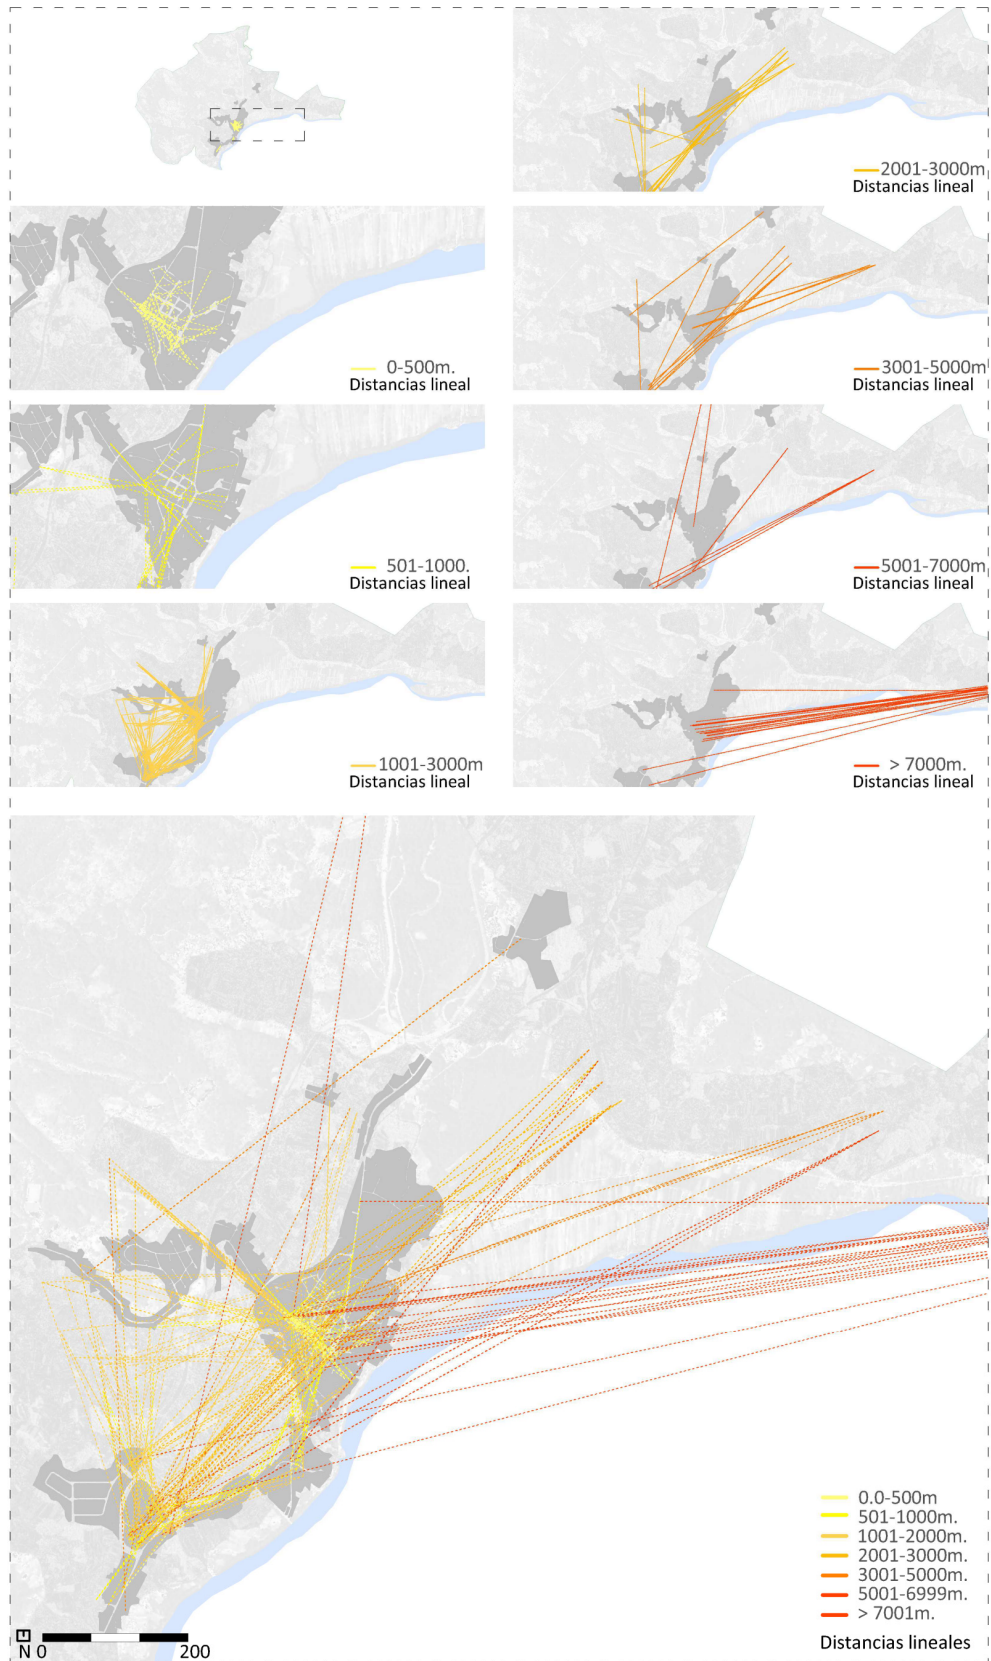 2001-3000m
Distancias lineal
0-500m.
Distancias lineal
3001-5000m
Distancias lineal
501-1000.
Distancias lineal
5001-7000m
Distancias lineal
1001-3000m
Distancias lineal
> 7000m.
Distancias lineal
0.0-500m
501-1000m.
1001-2000m.
2001-3000m.
3001-5000m.
5001-6999m.
> 7001m.
Distancias lineales
N 0 200